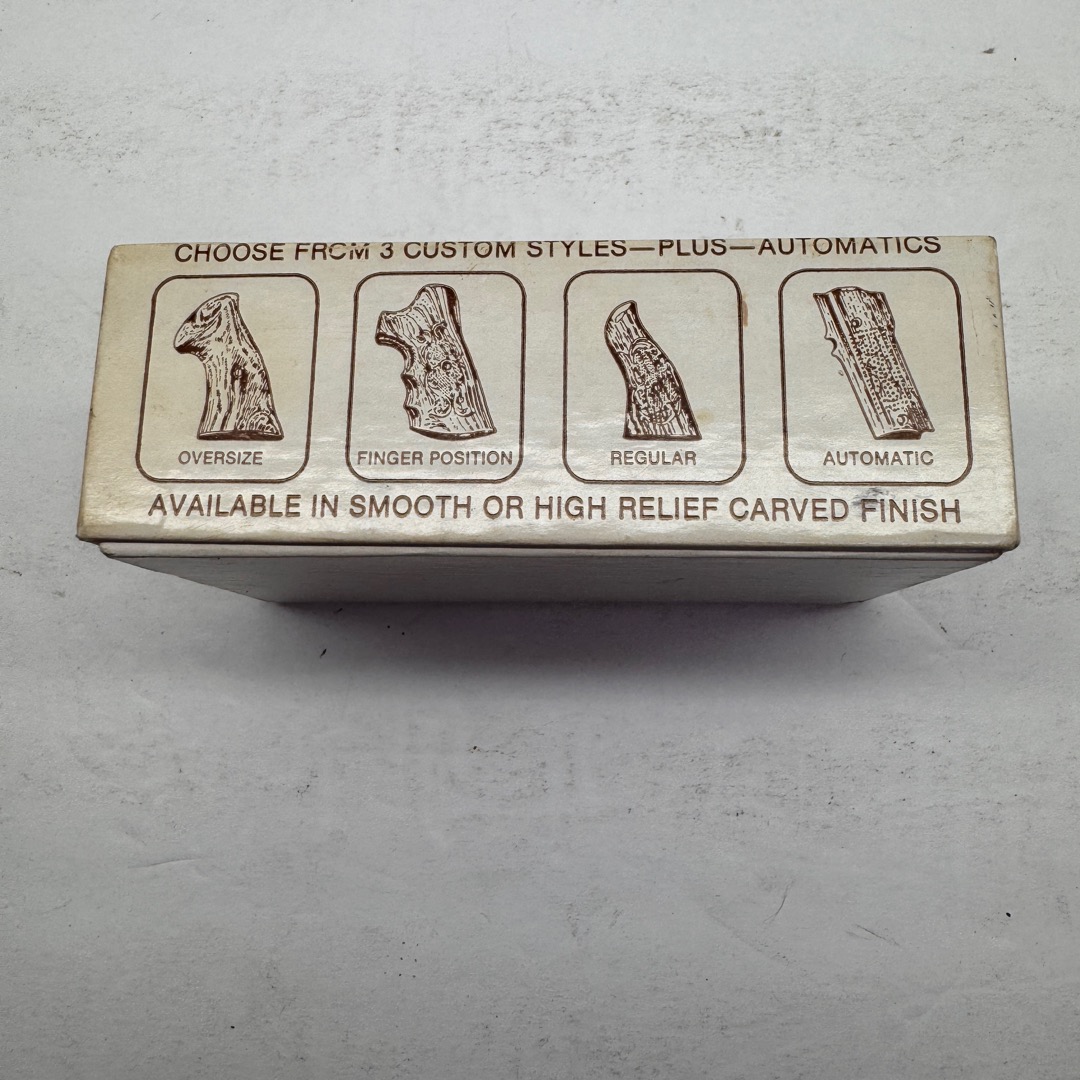 CHOOSE FROM 3 CUSTOM STYLES—PLUS—AUTOMATICS
OVERSIZE
FINGER POSITION
REGULAR
AUTOMATIC
AVAILABLE IN SMOOTH OR HIGH RELIEF CARVED FINISH